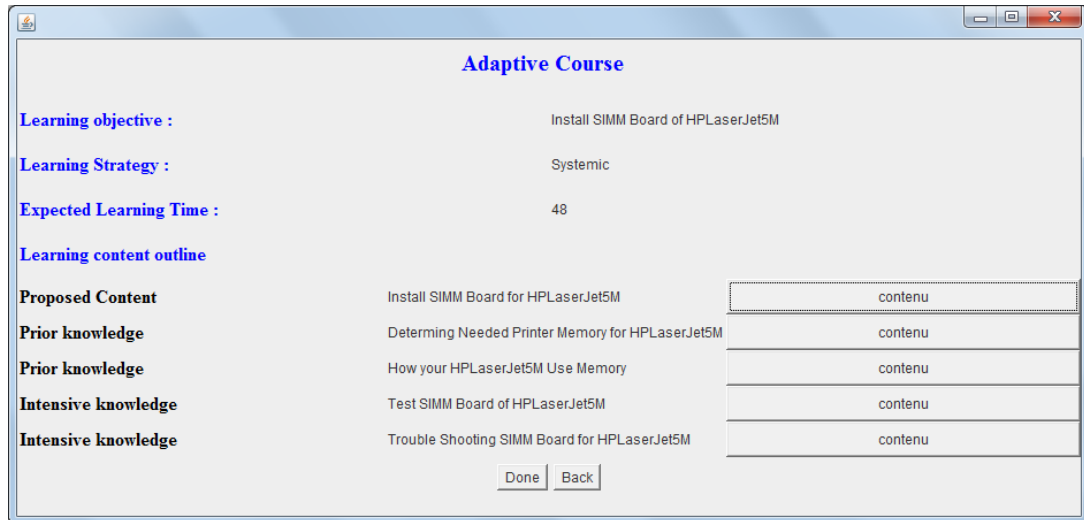 Adaptive Course
Learning objective : Install SIMM Board of HPLaserJet5M
Learning Strategy : Systemic
Expected Learning Time : 48
Learning content outline
Proposed Content Install SIMM Board for HPLaserJet5M contenu
Prior knowledge Determing Needed Printer Memory for HPLaserJet5M contenu
Prior knowledge How your HPLaserJet5M Use Memory contenu
Intensive knowledge Test SIMM Board of HPLaserJet5M contenu
Intensive knowledge Trouble Shooting SIMM Board for HPLaserJet5M contenu
Done Back